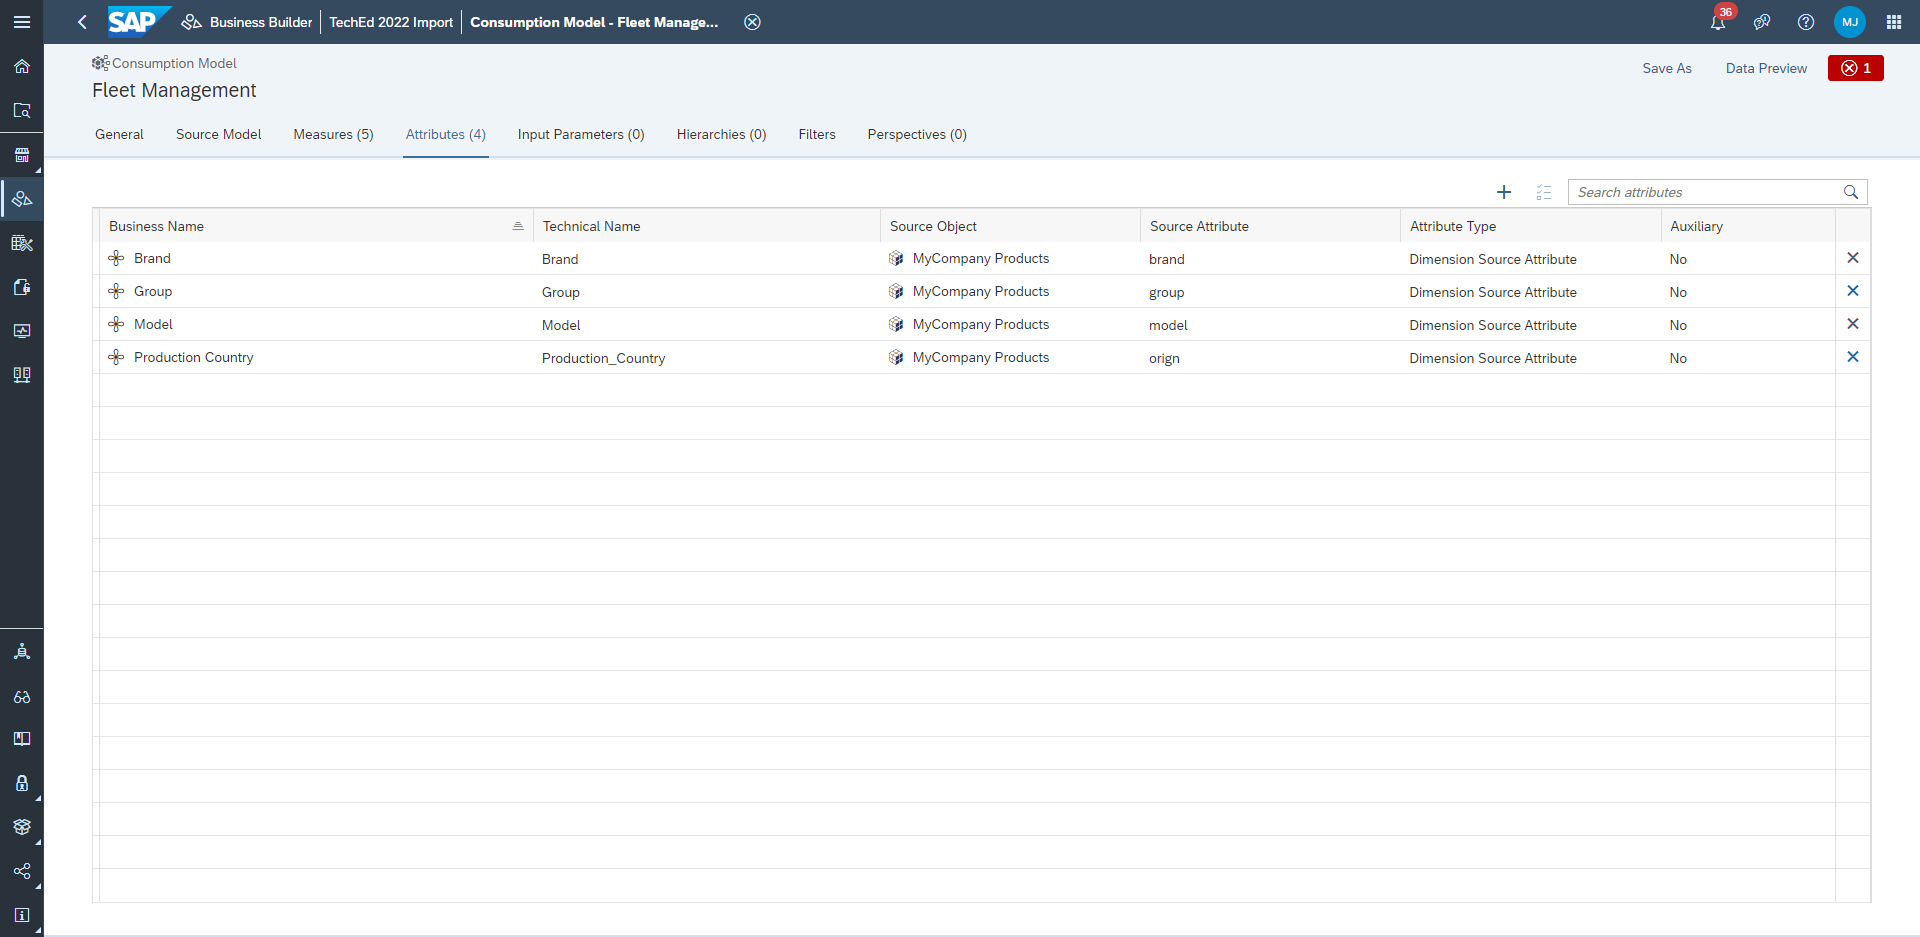 SAP Business Builder TechEd 2022 Import Consumption Model - Fleet Manage... 36 MJ
Consumption Model
Fleet Management
Save As Data Preview 1
General Source Model Measures (5) Attributes (4) Input Parameters (0) Hierarchies (0) Filters Perspectives (0)
Search attributes
Business Name Technical Name Source Object Source Attribute Attribute Type Auxiliary
Brand Brand MyCompany Products brand Dimension Source Attribute No
Group Group MyCompany Products group Dimension Source Attribute No
Model Model MyCompany Products model Dimension Source Attribute No
Production Country Production_Country MyCompany Products orign Dimension Source Attribute No